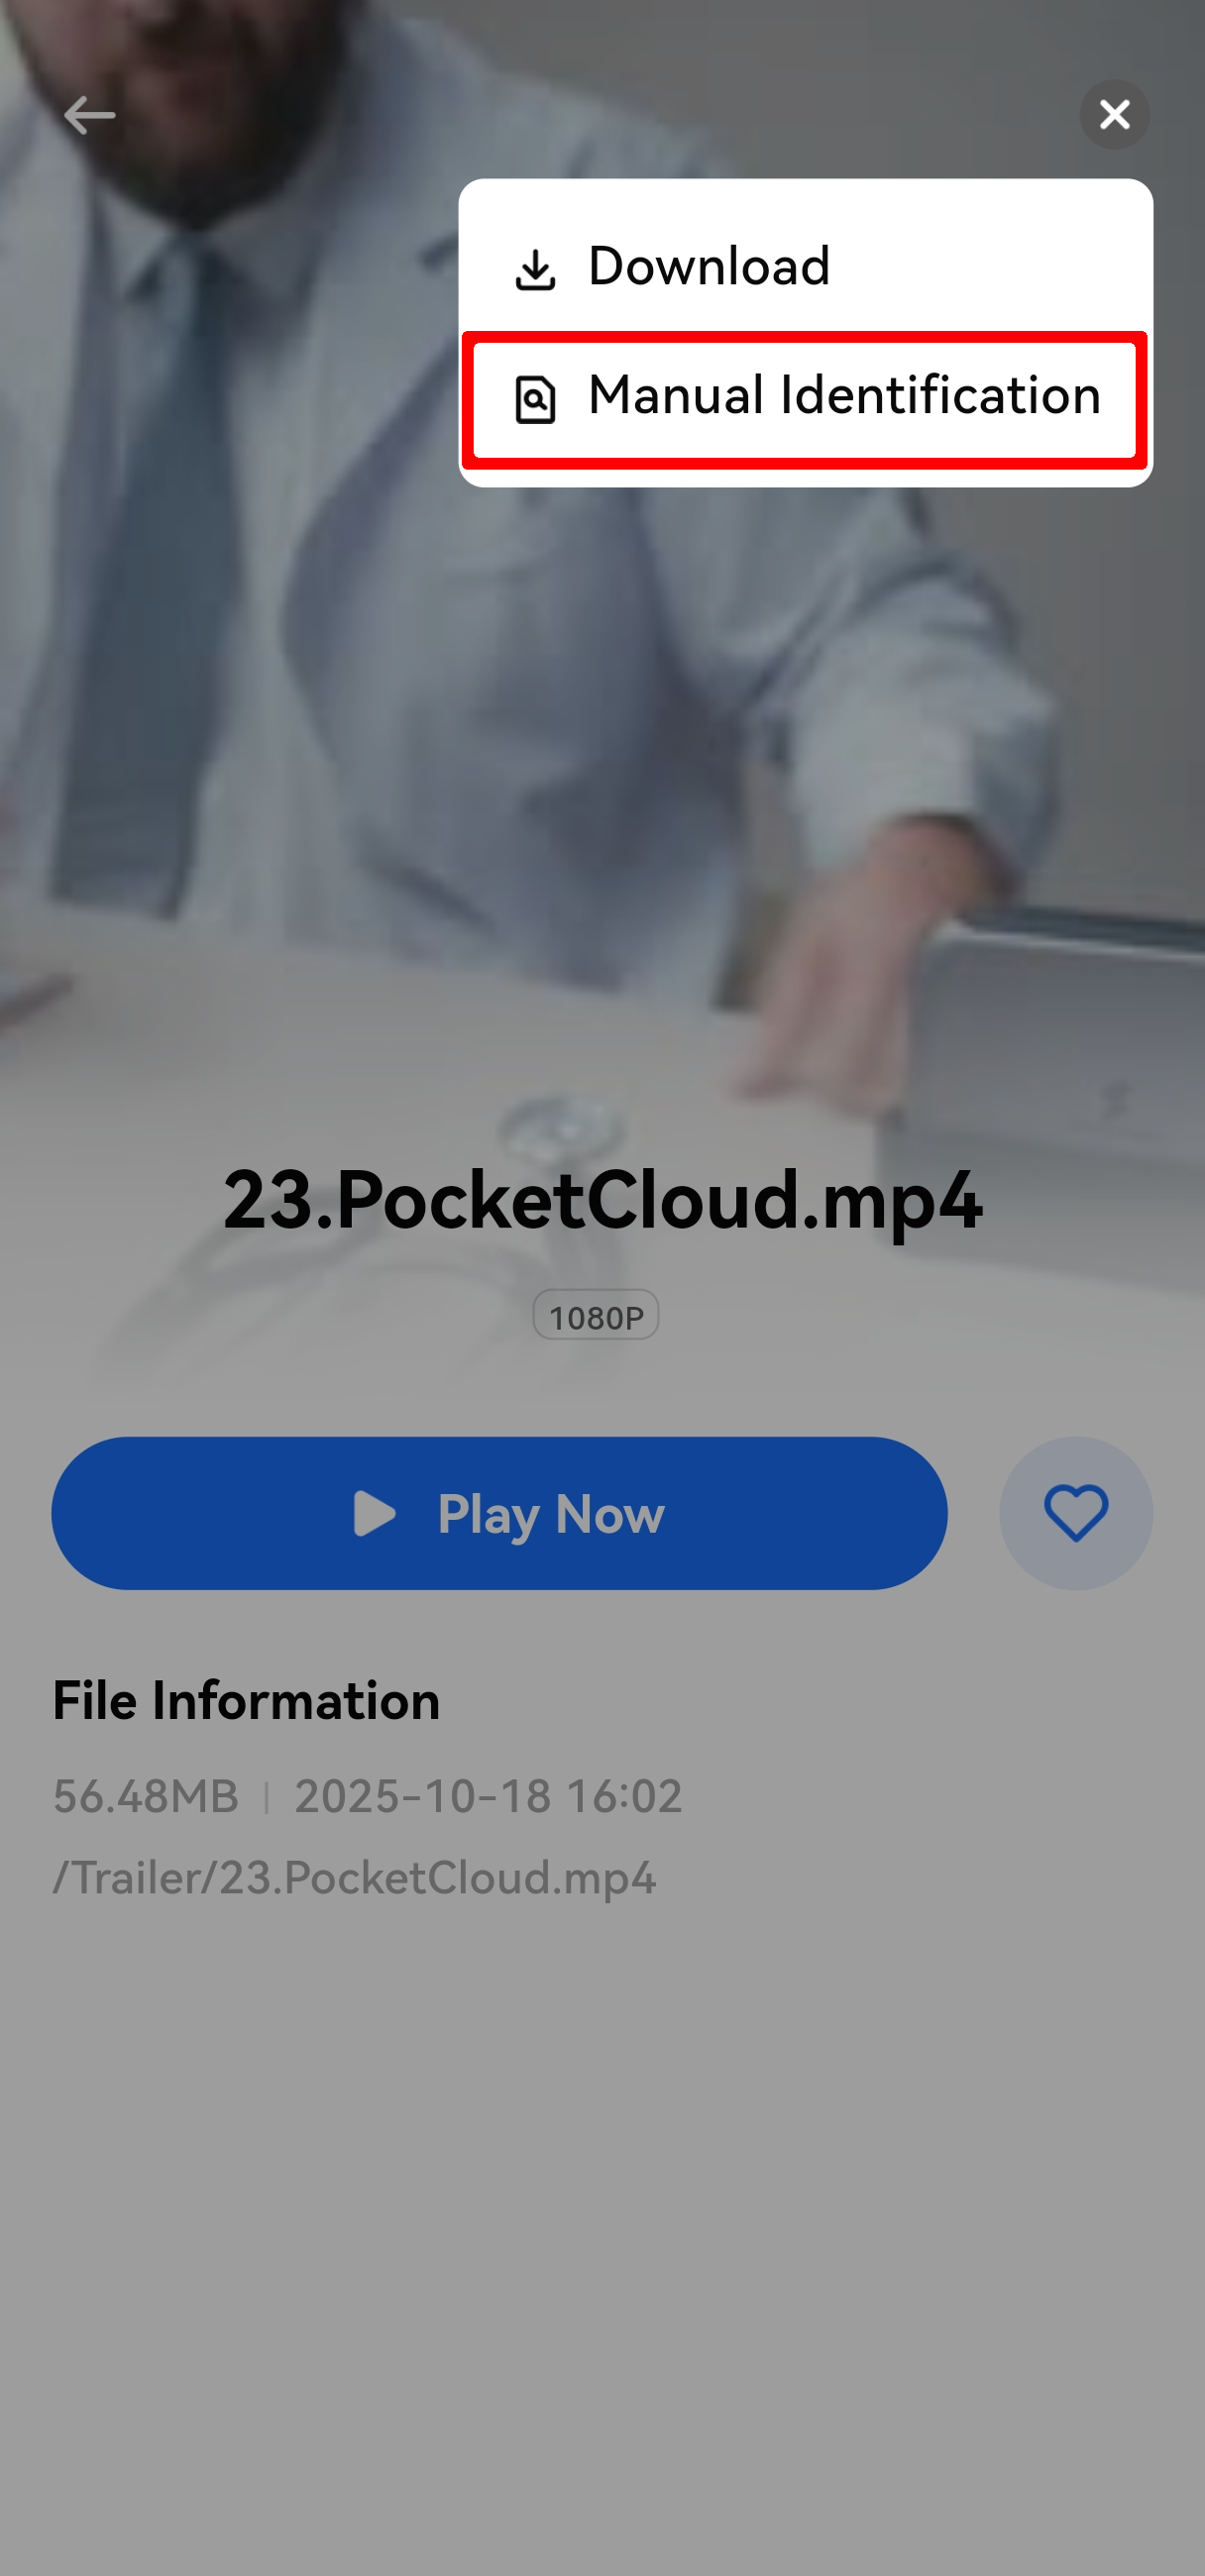 Download
Manual Identification
23.PocketCloud.mp4
1080P
Play Now
File Information
56.48MB | 2025-10-18 16:02
/Trailer/23.PocketCloud.mp4